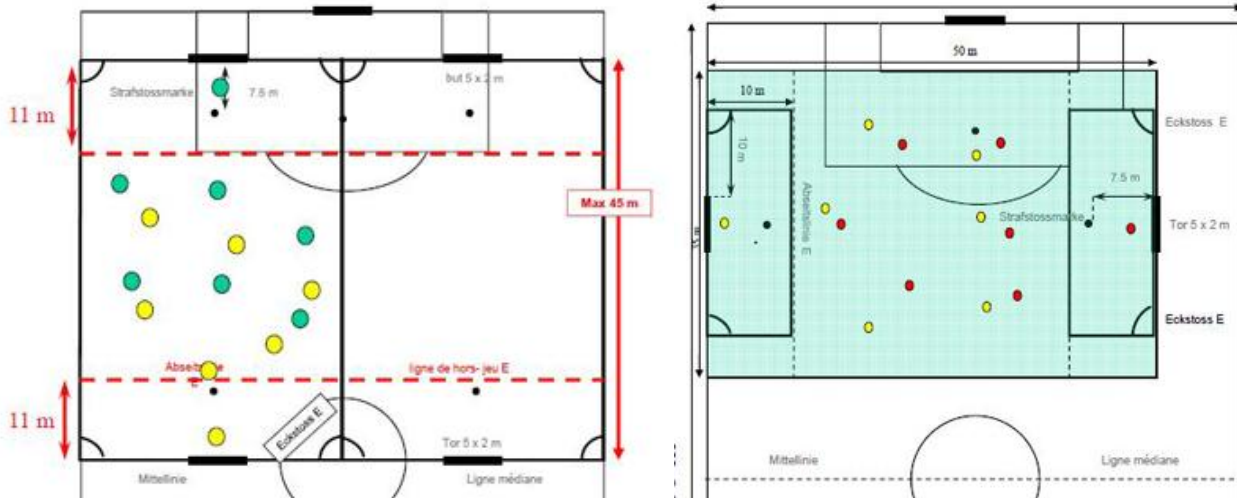 Strafstossmarke
7.5 m
but 5 x 2 m
11 m
Max 45 m
ligne de hors- jeu E
11 m
Eckstoss E
Tor 5 x 2 m
Mittellinie
Ligne médiane
50 m
10 m
Eckstoss E
10 m
7.5 m
Abseitslinie E
Strafstossmarke
Tor 5 x 2 m
Eckstoss E
Mittellinie
Ligne médiane